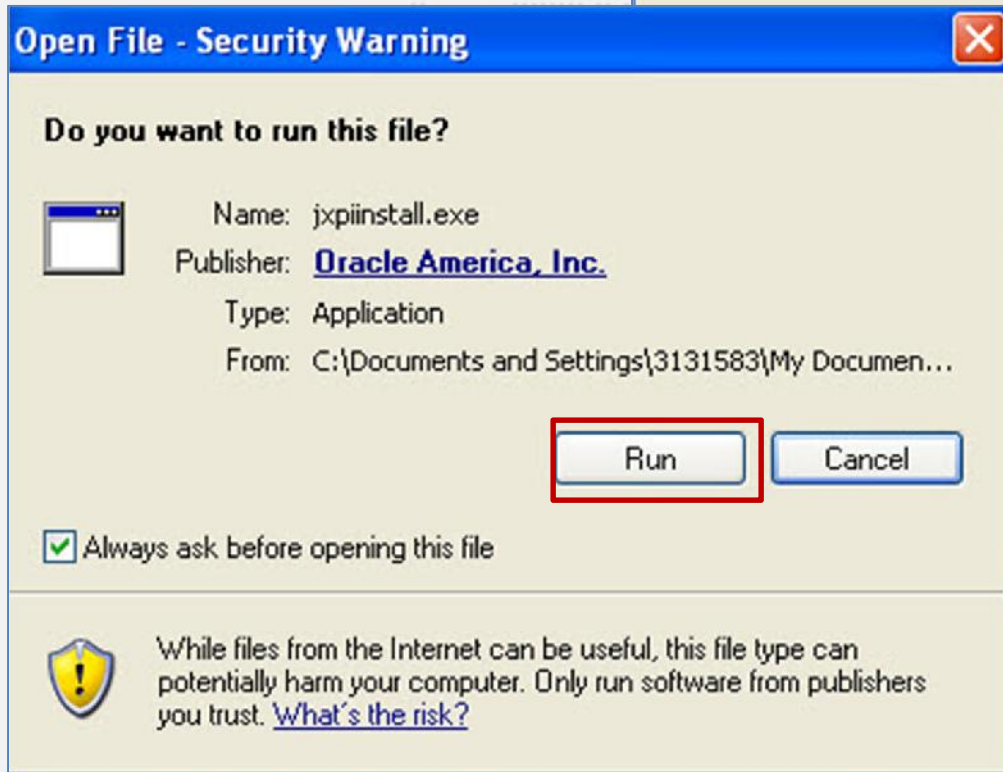 Open File - Security Warning
Do you want to run this file?
Name: jxpiinstall.exe
Publisher: Oracle America, Inc.
Type: Application
From: C:\Documents and Settings\3131583\My Documen...
Run Cancel
Always ask before opening this file
While files from the Internet can be useful, this file type can
potentially harm your computer. Only run software from publishers
you trust. What's the risk?